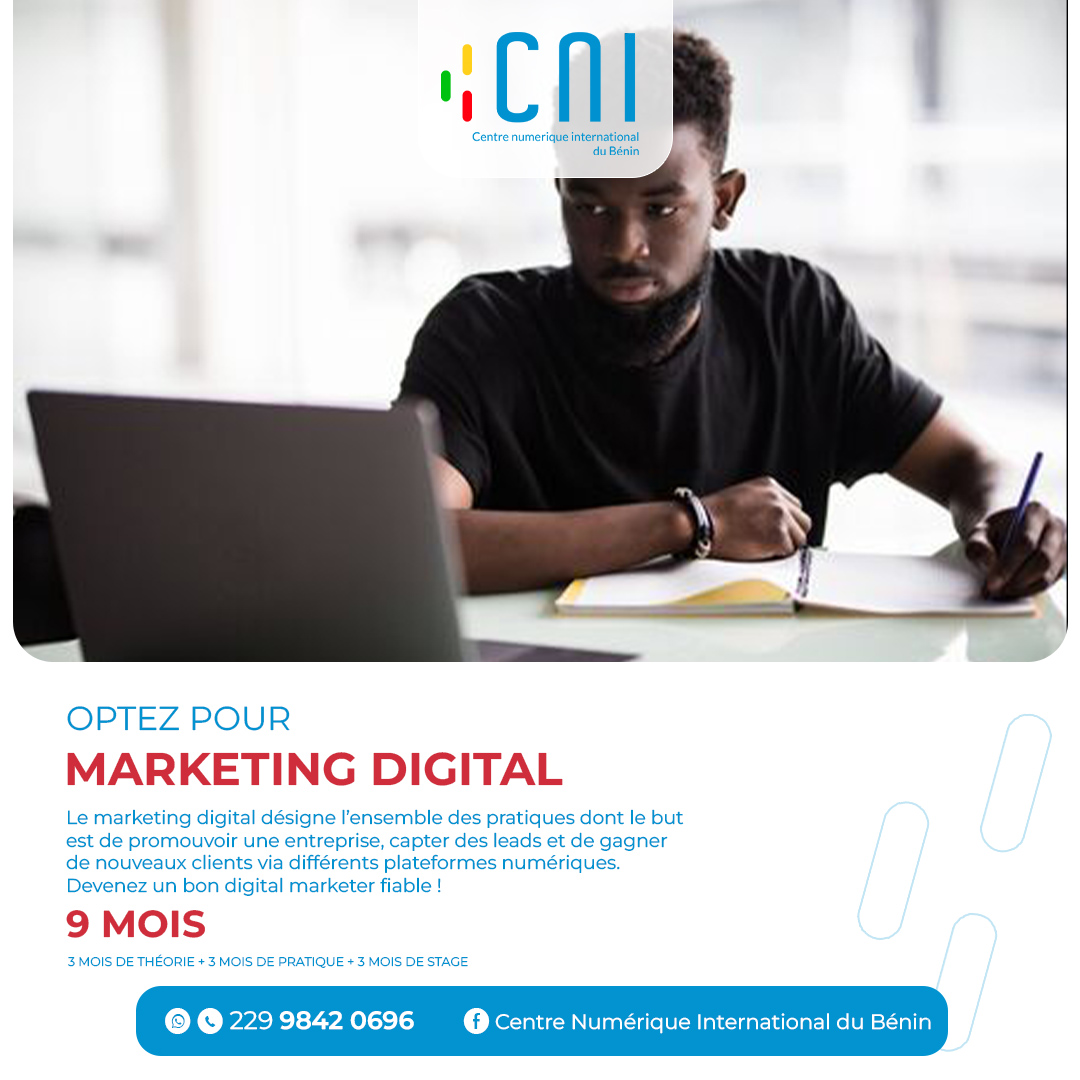 CNI
Centre numerique international
du Bénin
OPTEZ POUR
MARKETING DIGITAL
Le marketing digital désigne l’ensemble des pratiques dont le but
est de promouvoir une entreprise, capter des leads et de gagner
de nouveaux clients via différents plateformes numériques.
Devenez un bon digital marketer fiable !
9 MOIS
3 MOIS DE THÉORIE + 3 MOIS DE PRATIQUE + 3 MOIS DE STAGE
229 9842 0696
Centre Numérique International du Bénin